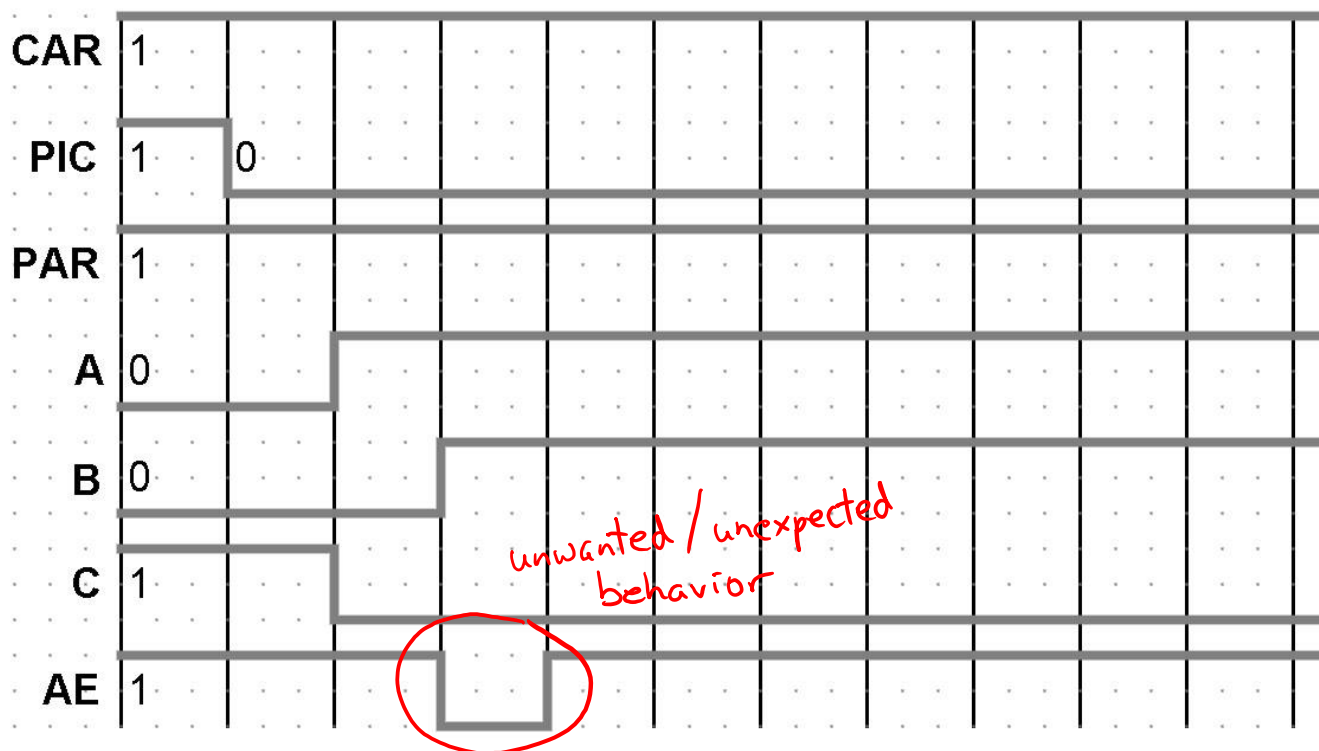 CAR 1
PIC 1 0
PAR 1
A 0
B 0
unwanted / unexpected
behavior
C 1
AE 1